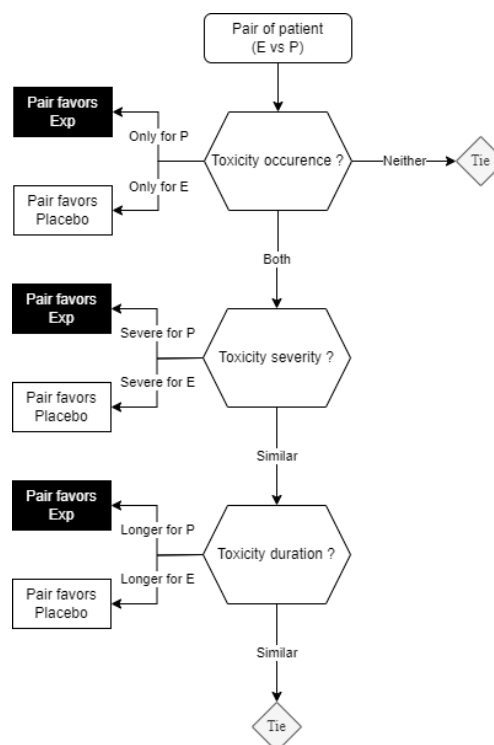 Pair of patient
(E vs P)
Pair favors
Exp
Only for P
Toxicity occurence ?
Neither
Tie
Only for E
Pair favors
Placebo
Both
Pair favors
Exp
Severe for P
Toxicity severity ?
Severe for E
Pair favors
Placebo
Similar
Pair favors
Exp
Longer for P
Toxicity duration ?
Longer for E
Pair favors
Placebo
Similar
Tie